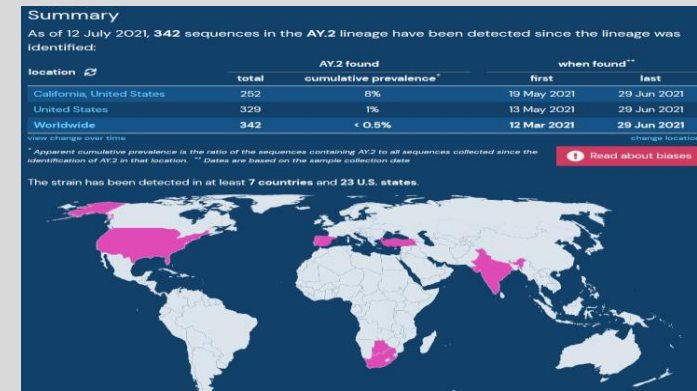 Summary
As of 12 July 2021, 342 sequences in the AY.2 lineage have been detected since the lineage was
identified:
location AY.2 found when found**
total cumulative prevalence* first last
California, United States 252 8% 19 May 2021 29 Jun 2021
United States 329 1% 13 May 2021 29 Jun 2021
Worldwide 342 < 0.5% 12 Mar 2021 29 Jun 2021
view change over time change location
* Apparent cumulative prevalence is the ratio of the sequences containing AY.2 to all sequences collected since the
identification of AY.2 in that location. ** Dates are based on the sample collection date
! Read about biases
The strain has been detected in at least 7 countries and 23 U.S. states.